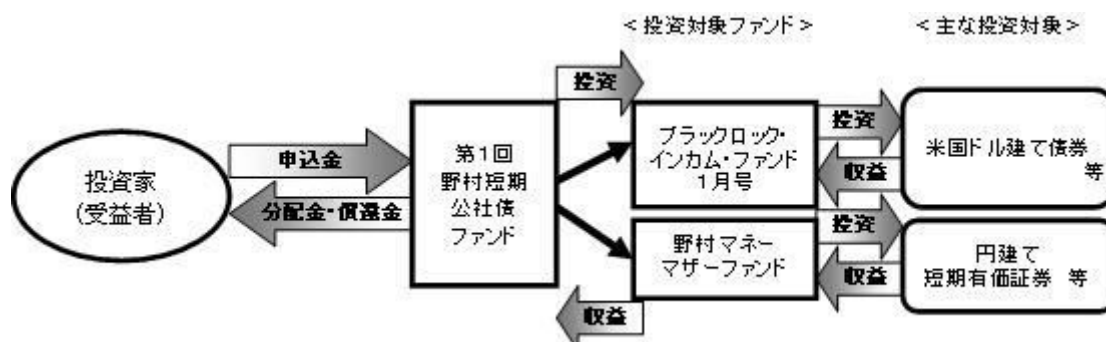 <投資対象ファンド>
<主な投資対象>
投資
投資家
(受益者)
申込金
分配金・償還金
第1回
野村短期
公社債
ファンド
ブラックロック・
インカム・ファンド
1月号
投資
収益
米国ドル建て債券
等
野村マネー
マザーファンド
投資
収益
円建て
短期有価証券 等
収益